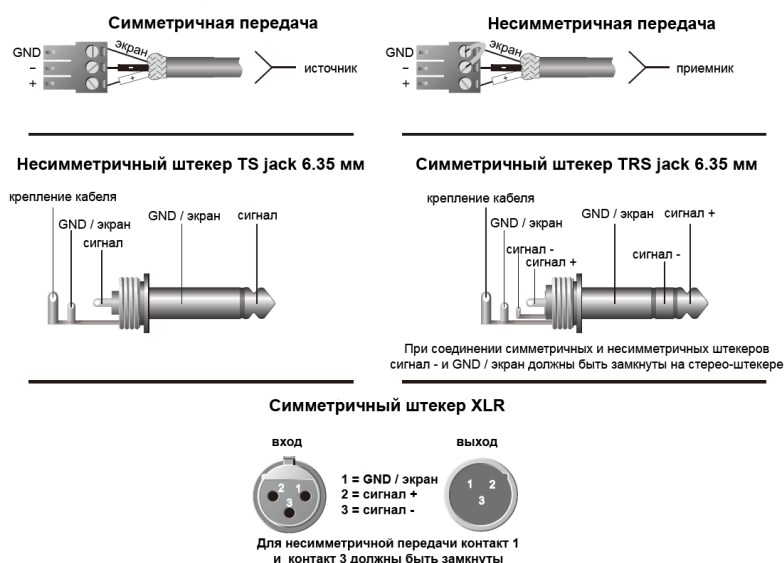 Симметричная передача
GND
экран
–
+
источник
Несимметричная передача
GND
экран
–
+
приемник
Несимметричный штекер TS jack 6.35 мм
крепление кабеля
GND / экран
сигнал
GND / экран
сигнал
Симметричный штекер TRS jack 6.35 мм
крепление кабеля
GND / экран
сигнал -
сигнал +
GND / экран
сигнал +
сигнал -
При соединении симметричных и несимметричных штекеров
сигнал - и GND / экран должны быть замкнуты на стерео-штекере
Симметричный штекер XLR
вход
2 1
3
1 = GND / экран
2 = сигнал +
3 = сигнал -
выход
1 2
3
Для несимметричной передачи контакт 1
и контакт 3 должны быть замкнуты